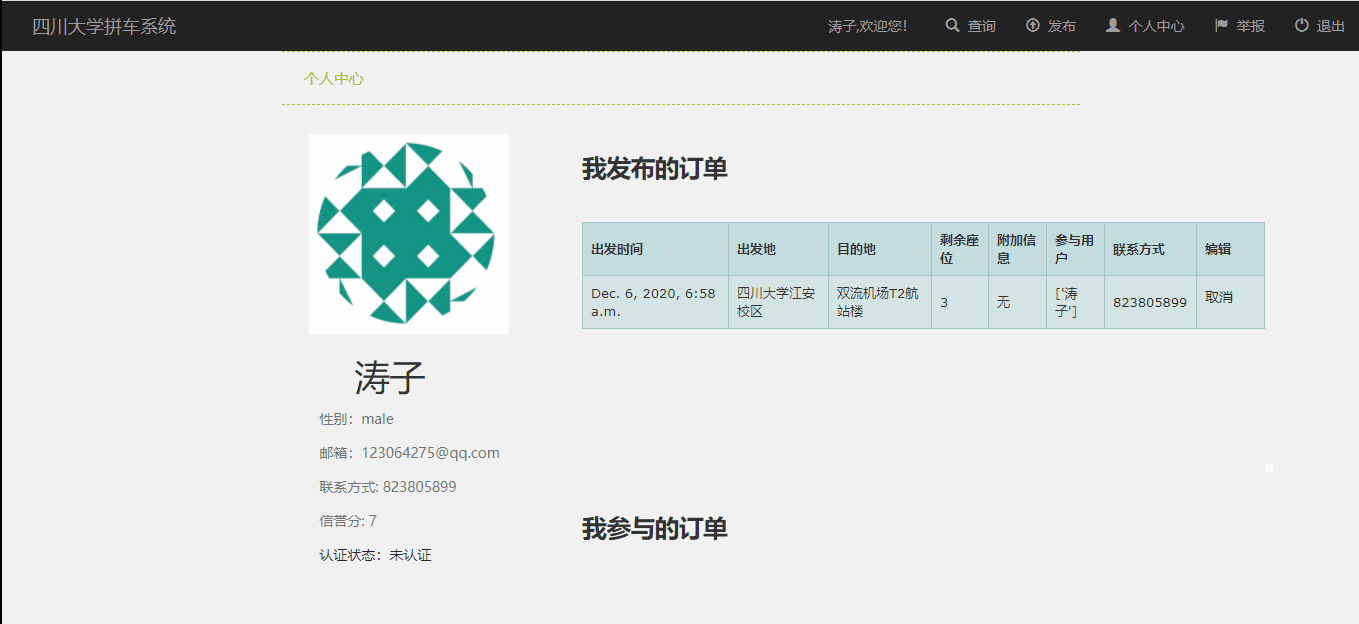 四川大学拼车系统 涛子,欢迎您! 查询 发布 个人中心 举报 退出
个人中心
涛子
性别：male
邮箱：123064275@qq.com
联系方式: 823805899
信誉分: 7
认证状态：未认证
我发布的订单
出发时间 出发地 目的地 剩余座位 附加信息 参与用户 联系方式 编辑
Dec. 6, 2020, 6:58 a.m. 四川大学江安校区 双流机场T2航站楼 3 无 ['涛子'] 823805899 取消
我参与的订单